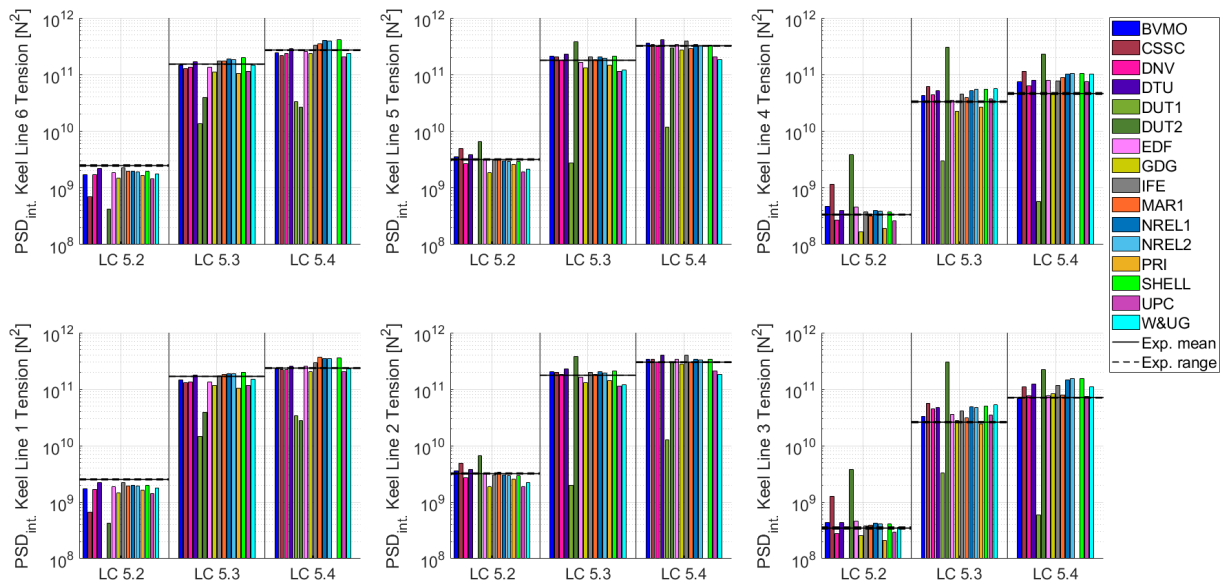 PSD_int. Keel Line 6 Tension [N²]
10¹²
10¹¹
10¹⁰
10⁹
10⁸
LC 5.2 LC 5.3 LC 5.4
PSD_int. Keel Line 5 Tension [N²]
10¹²
10¹¹
10¹⁰
10⁹
10⁸
LC 5.2 LC 5.3 LC 5.4
PSD_int. Keel Line 4 Tension [N²]
10¹²
10¹¹
10¹⁰
10⁹
10⁸
LC 5.2 LC 5.3 LC 5.4
BVMO
CSSC
DNV
DTU
DUT1
DUT2
EDF
GDG
IFE
MAR1
NREL1
NREL2
PRI
SHELL
UPC
W&UG
Exp. mean
Exp. range
PSD_int. Keel Line 1 Tension [N²]
10¹²
10¹¹
10¹⁰
10⁹
10⁸
LC 5.2 LC 5.3 LC 5.4
PSD_int. Keel Line 2 Tension [N²]
10¹²
10¹¹
10¹⁰
10⁹
10⁸
LC 5.2 LC 5.3 LC 5.4
PSD_int. Keel Line 3 Tension [N²]
10¹²
10¹¹
10¹⁰
10⁹
10⁸
LC 5.2 LC 5.3 LC 5.4